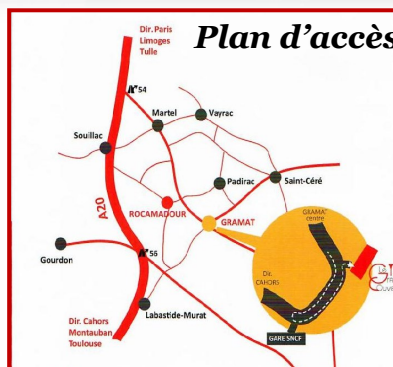 Plan d’accès
Dir. Paris
Limoges
Tulle
54
Martel
Vayrac
Souillac
Padirac
Saint-Céré
A20
ROCAMADOUR
GRAMAT
GRAMAT
centre
Gourdon
56
Dir.
CAHORS
Labastide-Murat
GARE SNCF
Dir. Cahors
Montauban
Toulouse